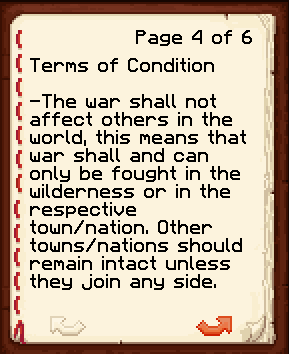 Page 4 of 6
Terms of Condition
-The war shall not
affect others in the
world, this means that
war shall and can
only be fought in the
wilderness or in the
respective
town/nation. Other
towns/nations should
remain intact unless
they join any side.